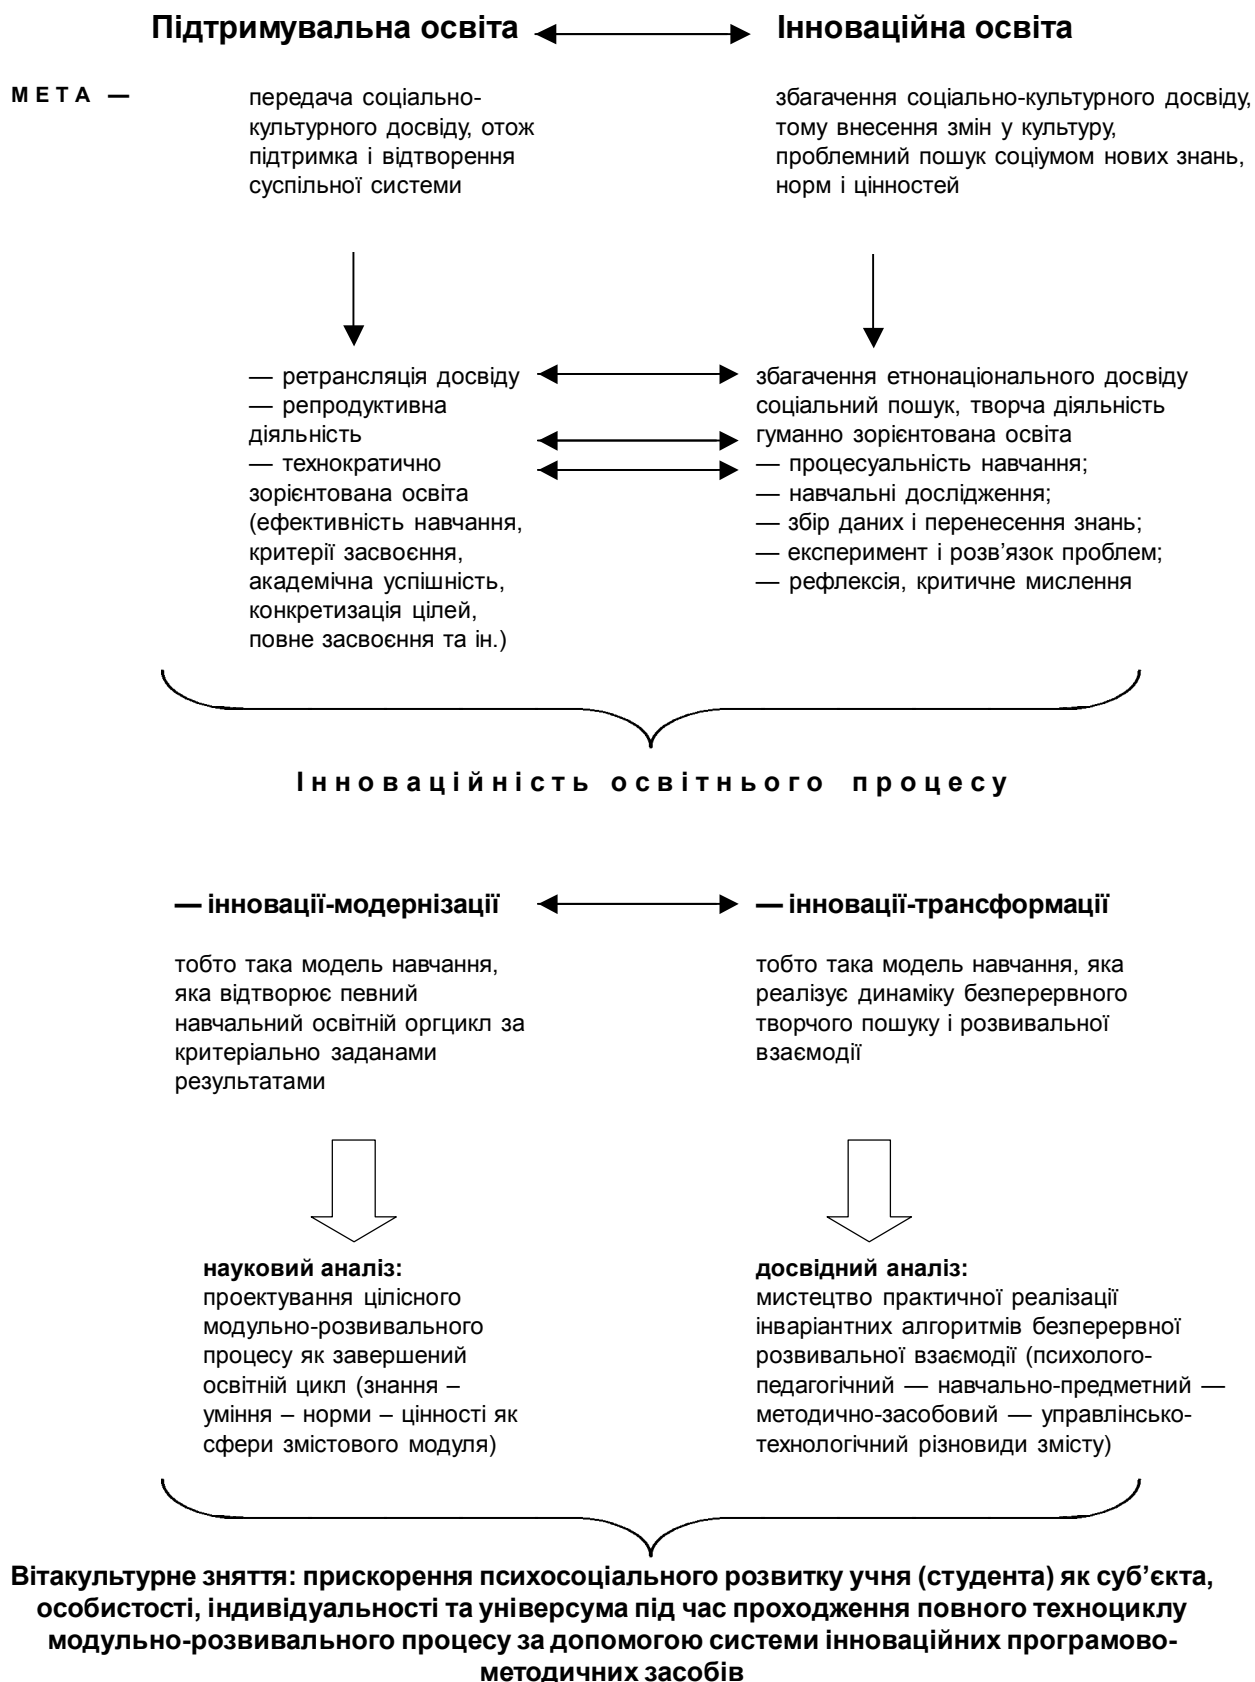 Підтримувальна освіта
Інноваційна освіта
МЕТА —
передача соціально-
культурного досвіду, отож
підтримка і відтворення
суспільної системи
збагачення соціально-культурного досвіду,
тому внесення змін у культуру,
проблемний пошук соціумом нових знань,
норм і цінностей
— ретрансляція досвіду
— репродуктивна
діяльність
— технократично
зорієнтована освіта
(ефективність навчання,
критерії засвоєння,
академічна успішність,
конкретизація цілей,
повне засвоєння та ін.)
збагачення етнонаціонального досвіду
соціальний пошук, творча діяльність
гуманно зорієнтована освіта
— процесуальність навчання;
— навчальні дослідження;
— збір даних і перенесення знань;
— експеримент і розв’язок проблем;
— рефлексія, критичне мислення
Інноваційність освітнього процесу
— інновації-модернізації
— інновації-трансформації
тобто така модель навчання,
яка відтворює певний
навчальний освітній оргцикл за
критеріально заданами
результатами
тобто така модель навчання, яка
реалізує динаміку безперервного
творчого пошуку і розвивальної
взаємодії
науковий аналіз:
проектування цілісного
модульно-розвивального
процесу як завершений
освітній цикл (знання –
уміння – норми – цінності як
сфери змістового модуля)
досвідний аналіз:
мистецтво практичної реалізації
інваріантних алгоритмів безперервної
розвивальної взаємодії (психолого-
педагогічний — навчально-предметний —
методично-засобовий — управлінсько-
технологічний різновиди змісту)
Вітакультурне зняття: прискорення психосоціального розвитку учня (студента) як суб’єкта,
особистості, індивідуальності та універсума під час проходження повного техноциклу
модульно-розвивального процесу за допомогою системи інноваційних програмово-
методичних засобів